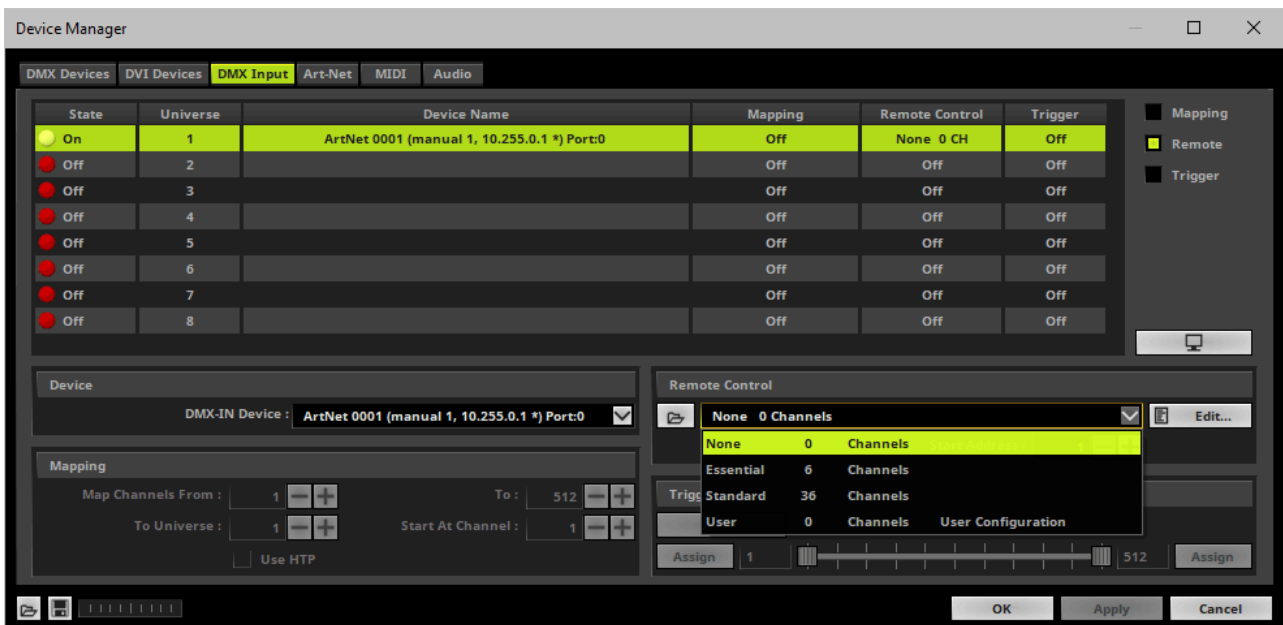 Device Manager
DMX Devices DVI Devices DMX Input Art-Net MIDI Audio
State Universe Device Name Mapping Remote Control Trigger
On 1 ArtNet 0001 (manual 1, 10.255.0.1 *) Port:0 Off None 0 CH Off
Off 2 Off Off Off
Off 3 Off Off Off
Off 4 Off Off Off
Off 5 Off Off Off
Off 6 Off Off Off
Off 7 Off Off Off
Off 8 Off Off Off
Mapping
Remote
Trigger
Device
DMX-IN Device : ArtNet 0001 (manual 1, 10.255.0.1 *) Port:0
Mapping
Map Channels From : 1 To : 512
To Universe : 1 Start At Channel : 1
Use HTP
Remote Control
None 0 Channels Edit...
None 0 Channels
Essential 6 Channels
Standard 36 Channels
User 0 Channels User Configuration
Assign 1 512 Assign
OK Apply Cancel